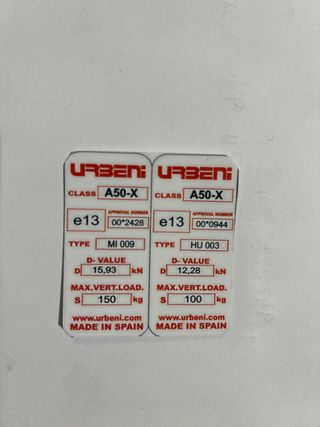 URBENI
CLASS A50-X
e13 APPROVAL NUMBER 00*2428
TYPE MI 009
D- VALUE
D 15,93 kN
MAX.VERT.LOAD.
S 150 kg
www.urbeni.com
MADE IN SPAIN
URBENI
CLASS A50-X
e13 APPROVAL NUMBER 00*0944
TYPE HU 003
D- VALUE
D 12,28 kN
MAX.VERT.LOAD.
S 100 kg
www.urbeni.com
MADE IN SPAIN